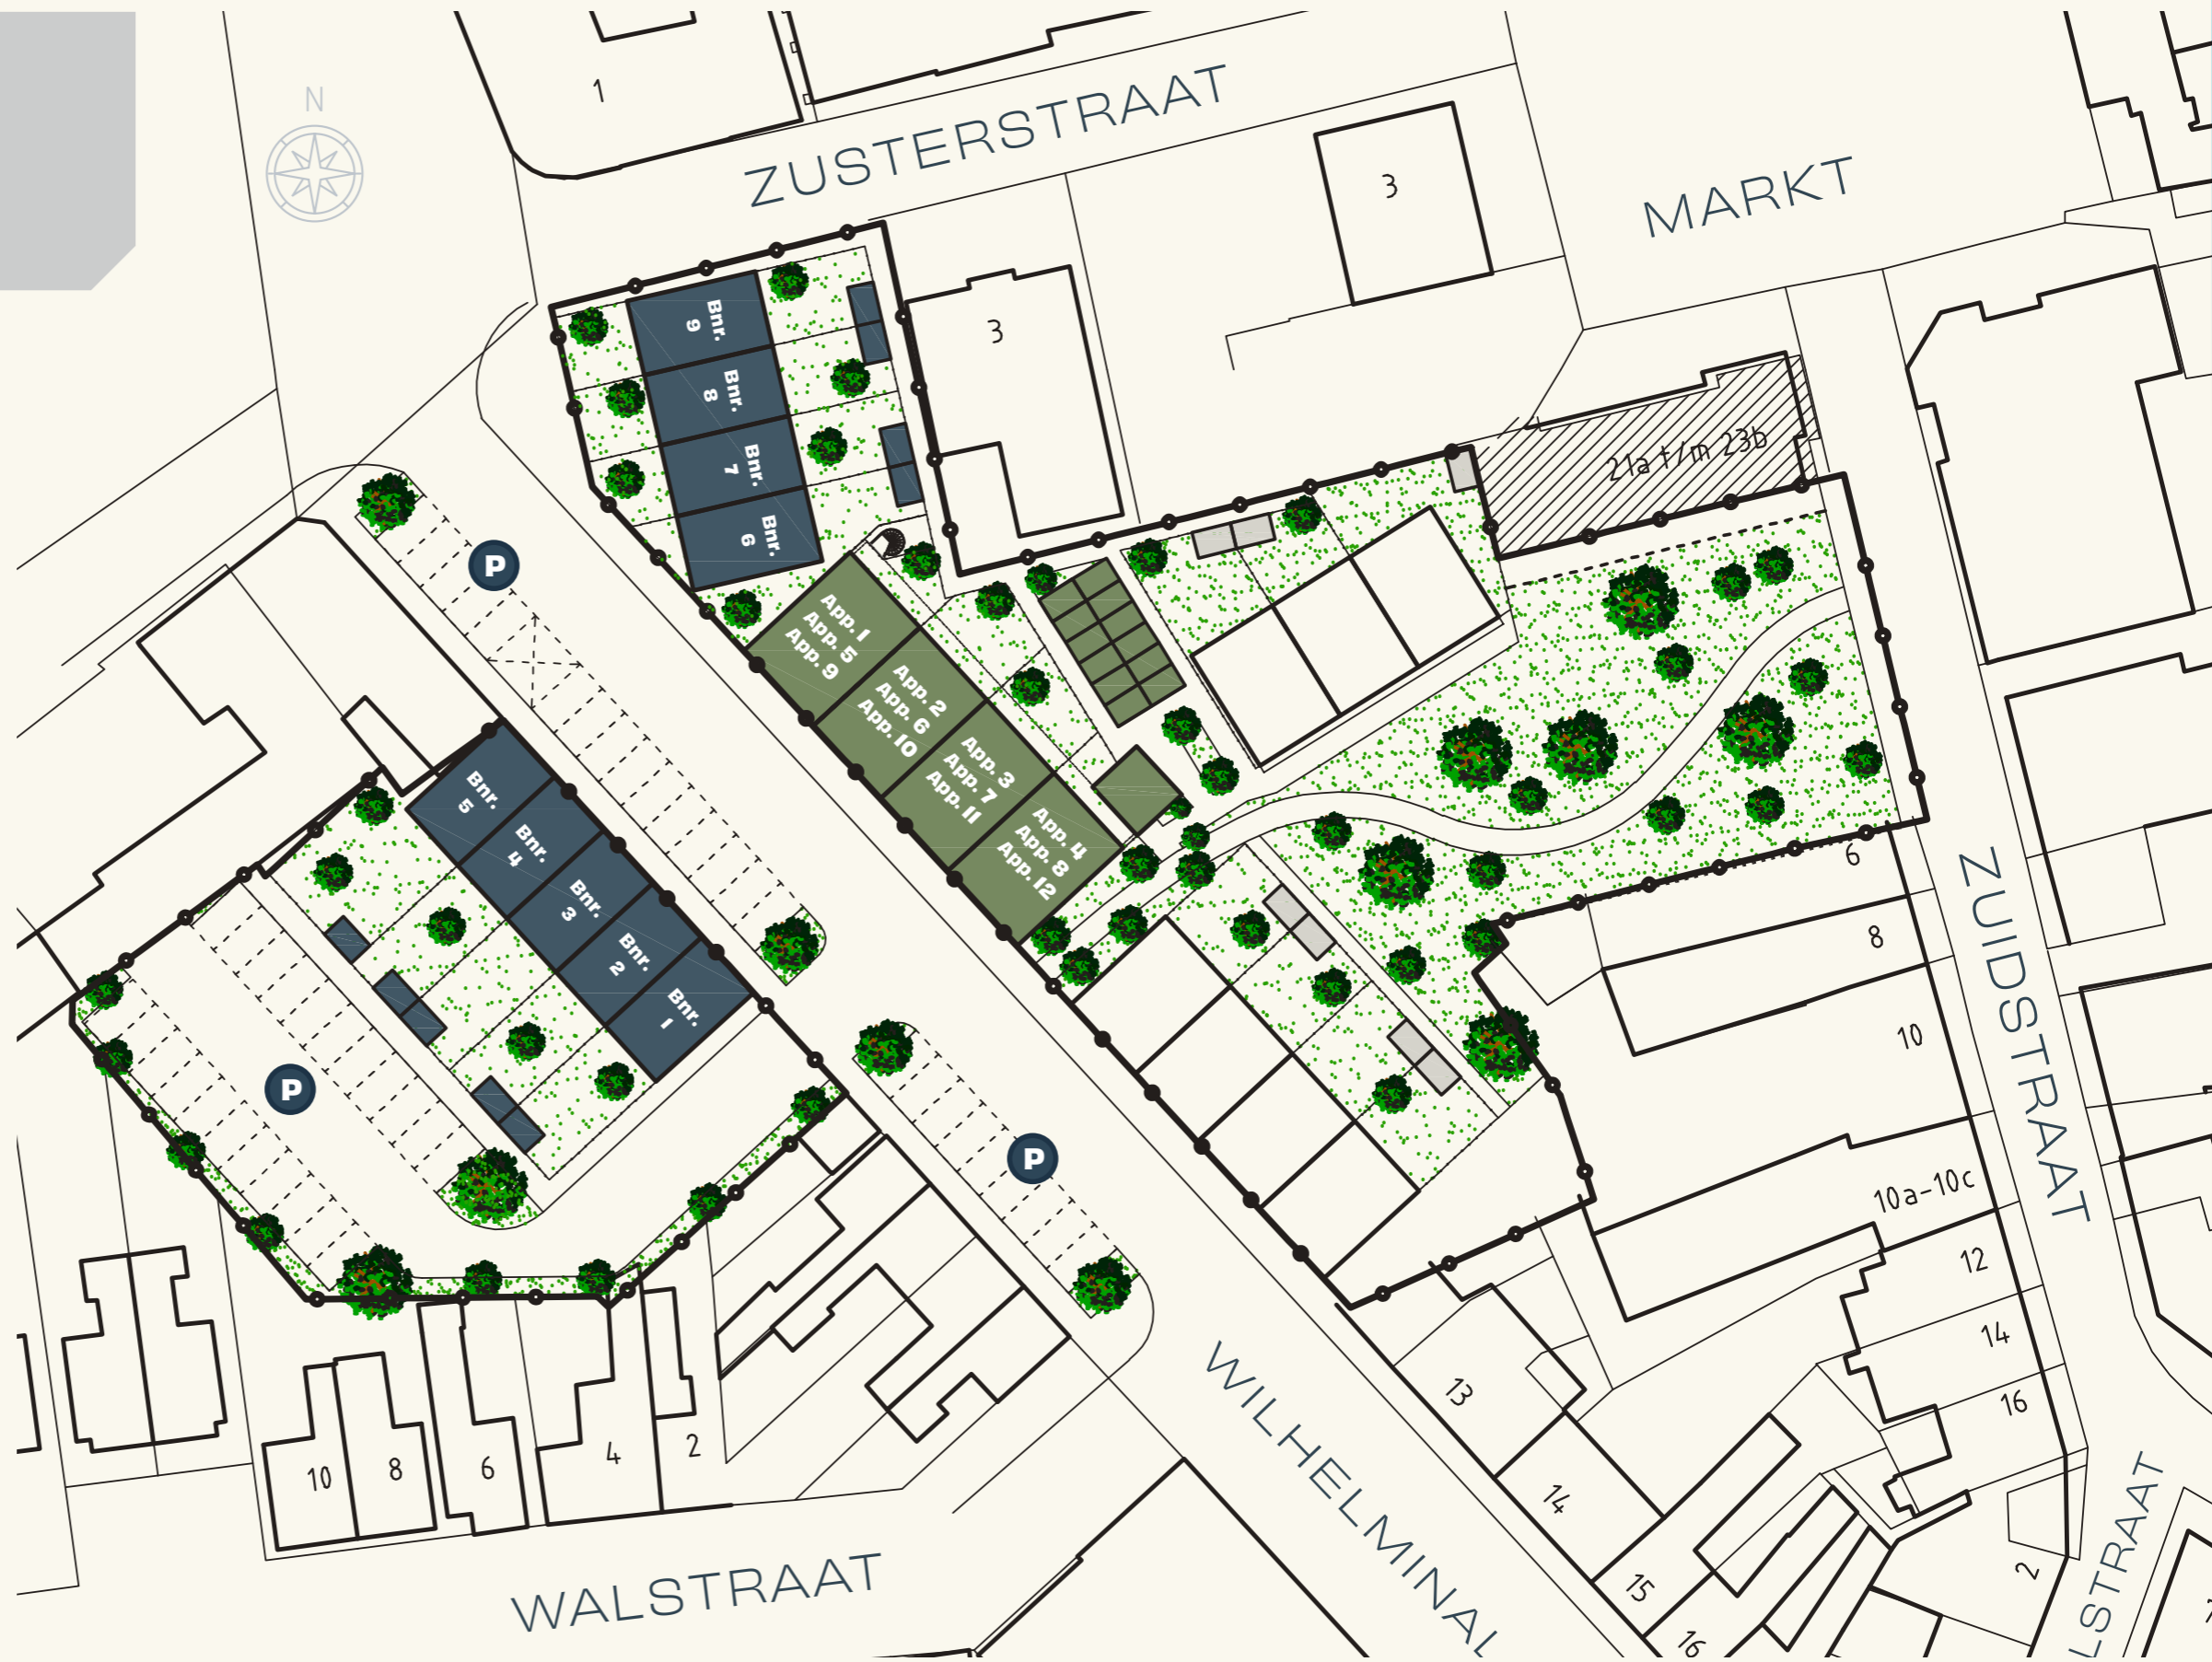 1
N
ZUSTERSTRAAT
3
MARKT
3
Bnr.
9
Bnr.
8
Bnr.
7
Bnr.
6
21a t/m 23b
P
App. 1
App. 5
App. 9
App. 2
App. 6
App. 10
App. 3
App. 7
App. 11
App. 4
App. 8
App. 12
Bnr.
5
Bnr.
4
Bnr.
3
Bnr.
2
Bnr.
1
P
P
6
8
10
ZUIDSTRAAT
10a-10c
12
14
16
13
14
15
16
2
10
8
6
4
2
WALSTRAAT
WILHELMINAL
LSTRAAT